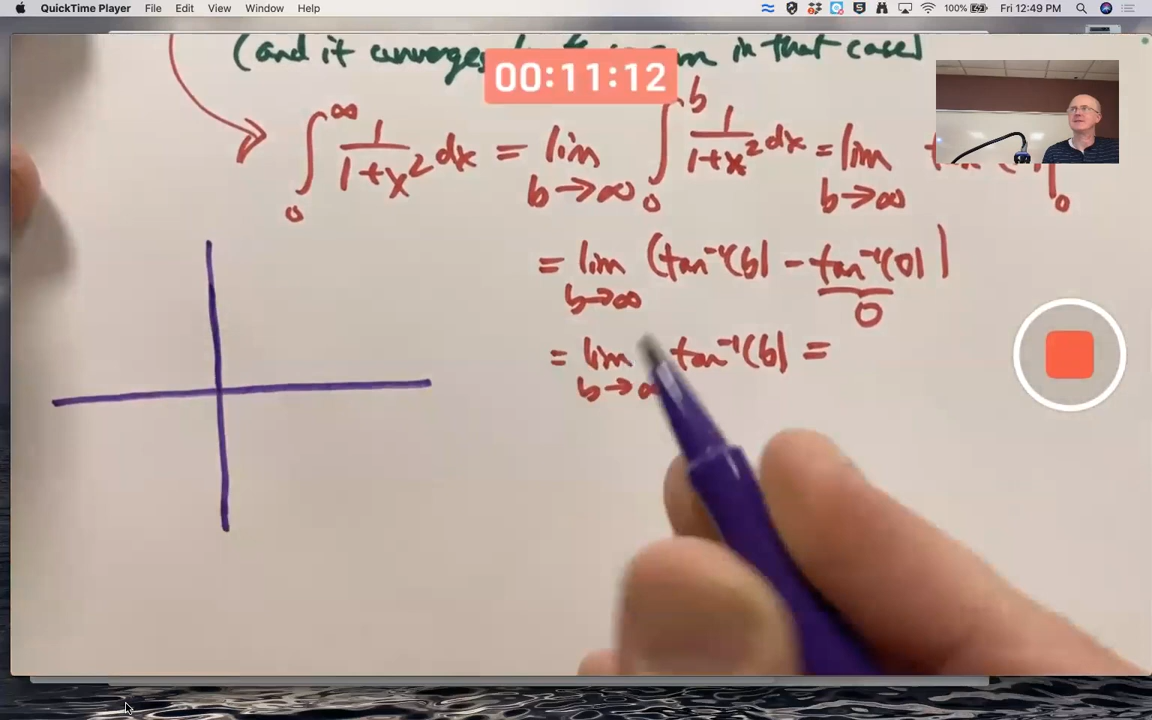 QuickTime Player File Edit View Window Help 100% Fri 12:49 PM
(and it converges in that case)
00:11:12
∫₀^∞ 1/(1+x²) dx = lim b→∞ ∫₀^b 1/(1+x²) dx = lim b→∞ |₀
= lim b→∞ (tan⁻¹(b) - tan⁻¹(0))
0
= lim b→∞ tan⁻¹(b) =